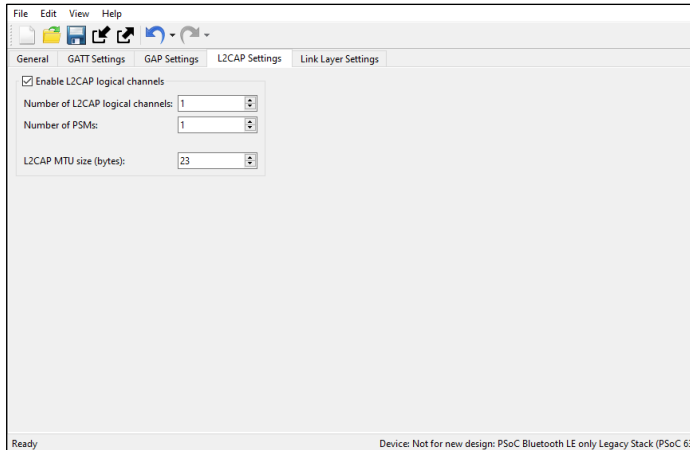 File Edit View Help
General GATT Settings GAP Settings L2CAP Settings Link Layer Settings
Enable L2CAP logical channels
Number of L2CAP logical channels: 1
Number of PSMs: 1
L2CAP MTU size (bytes): 23
Ready Device: Not for new design: PSoC Bluetooth LE only Legacy Stack (PSoC 63